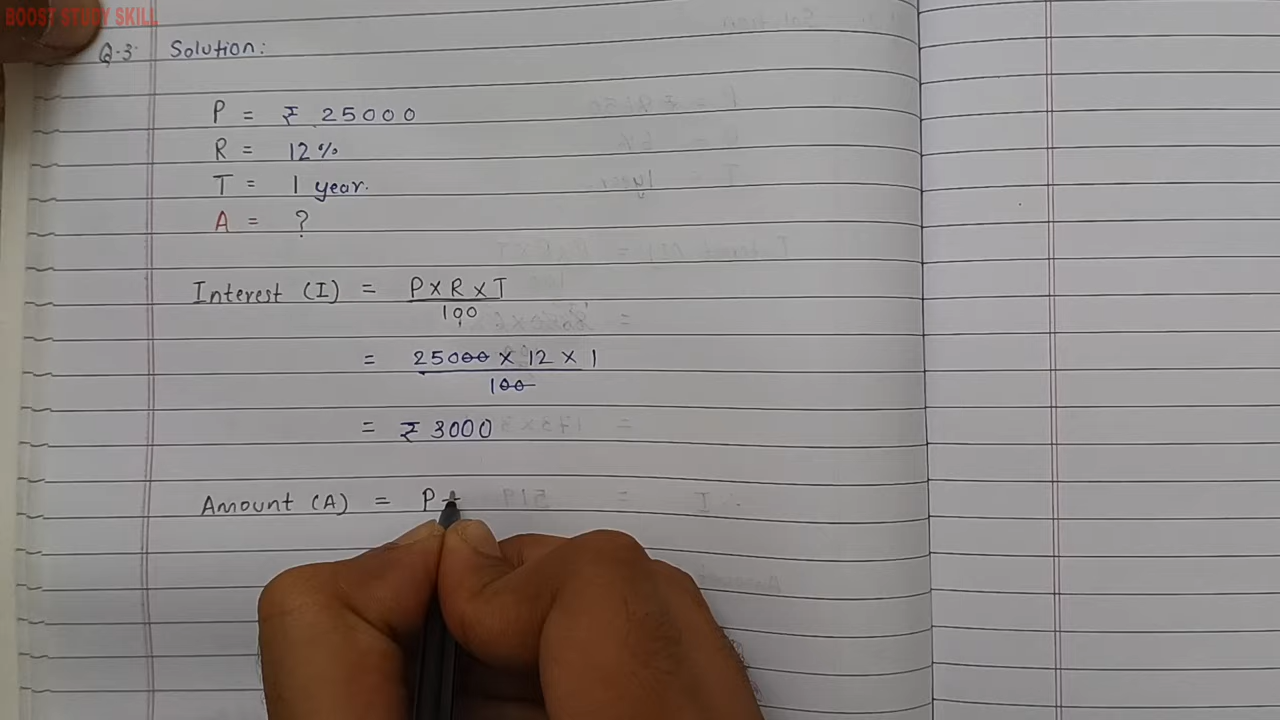 BOOST STUDY SKILL
Q.3. Solution:
P = ₹ 25000
R = 12%
T = 1 year.
A = ?
Interest (I) = P × R × T
100
= 25000 × 12 × 1
100
= ₹ 3000
Amount (A) = P +